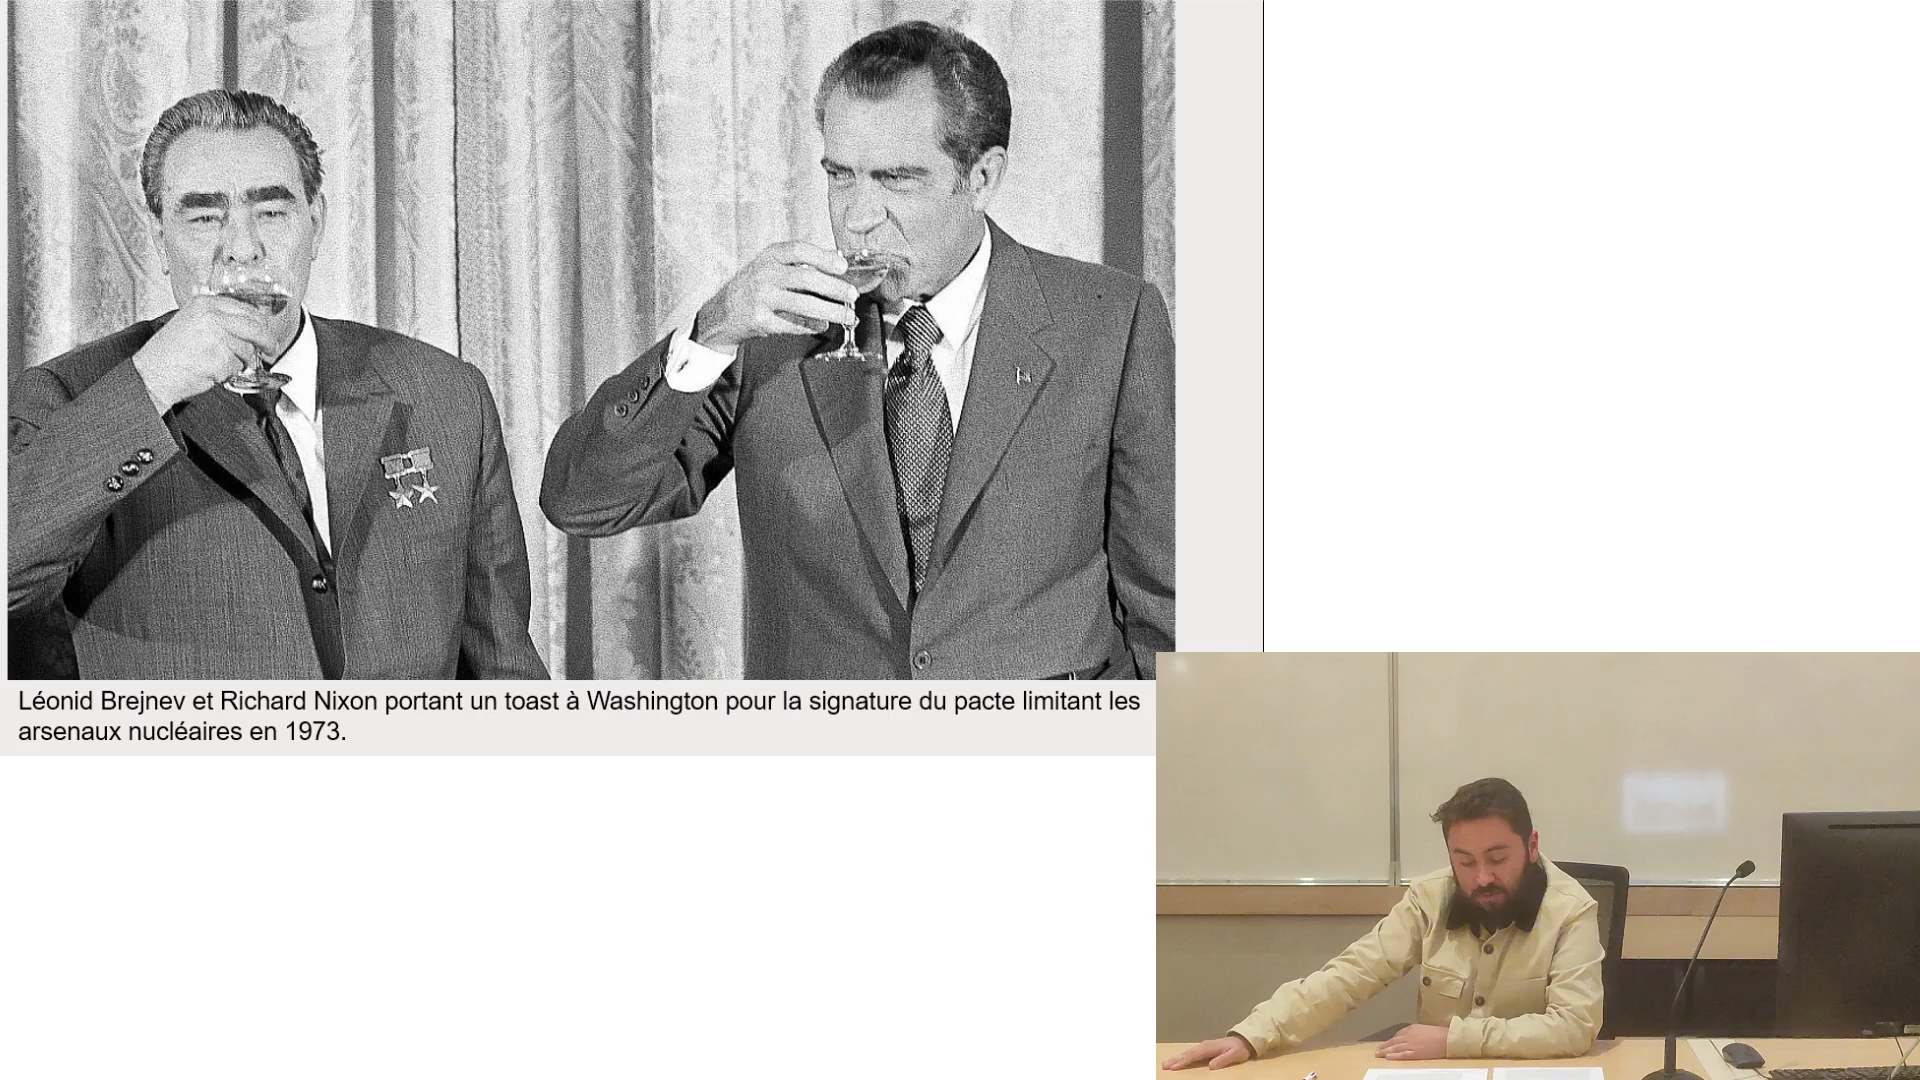 Léonid Brejnev et Richard Nixon portant un toast à Washington pour la signature du pacte limitant les
arsenaux nucléaires en 1973.